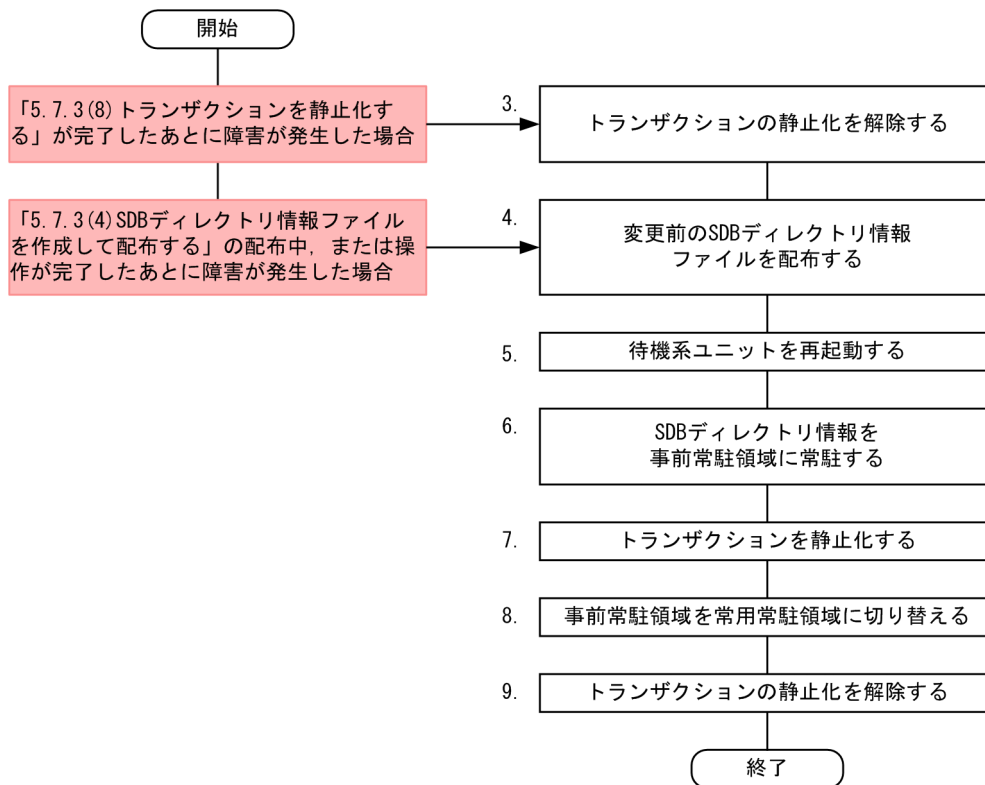 開始
「5.7.3(8)トランザクションを静止化す
る」が完了したあとに障害が発生した場合
3.
トランザクションの静止化を解除する
「5.7.3(4)SDBディレクトリ情報ファイル
を作成して配布する」の配布中，または操
作が完了したあとに障害が発生した場合
4.
変更前のSDBディレクトリ情報
ファイルを配布する
5.
待機系ユニットを再起動する
6.
SDBディレクトリ情報を
事前常駐領域に常駐する
7.
トランザクションを静止化する
8.
事前常駐領域を常用常駐領域に切り替える
9.
トランザクションの静止化を解除する
終了